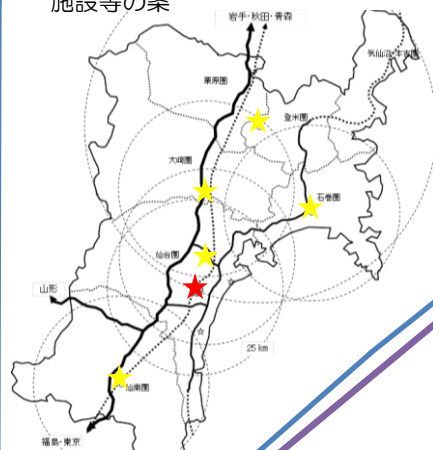 施設等の案
岩手・秋田・青森
気仙沼・本吉圏
栗原圏
登米圏
大崎圏
石巻圏
仙台圏
山形
25 km
仙南圏
福島・東京